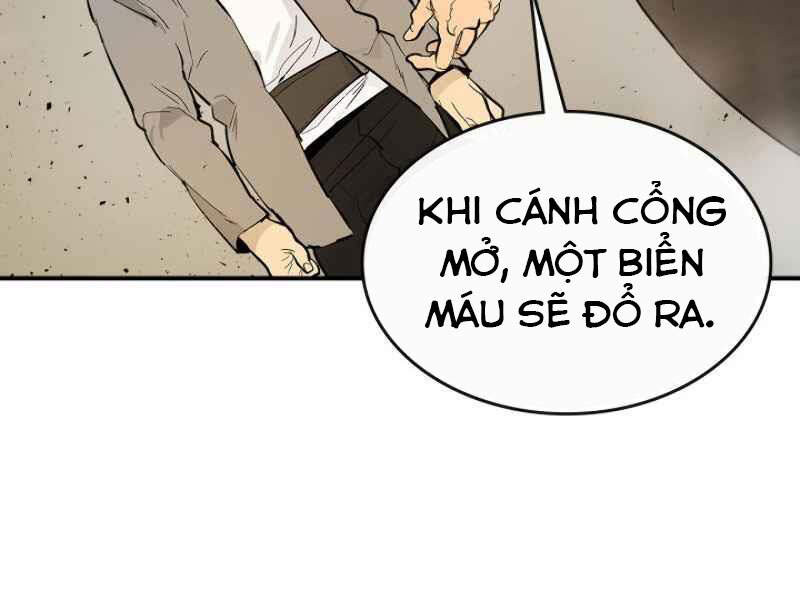 KHI CÁNH CỔNG
MỞ, MỘT BIỂN
MÁU SẼ ĐỔ RA.